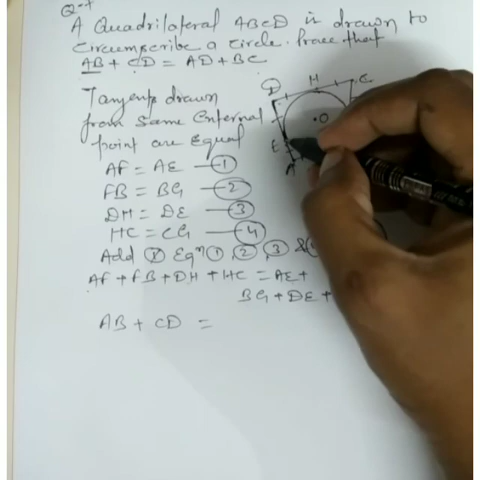 Q-7
A Quadrilateral ABCD is drawn to
circumscribe a circle. Prove that
AB + CD = AD + BC
Tangents drawn
from same external
point are equal
D H C
O
E
A
AF = AE — 1
FB = BG — 2
DH = DE — 3
HC = CG — 4
Add Eqn 1, 2, 3 &
AF + FB + DH + HC = AE +
BG + DE +
AB + CD =